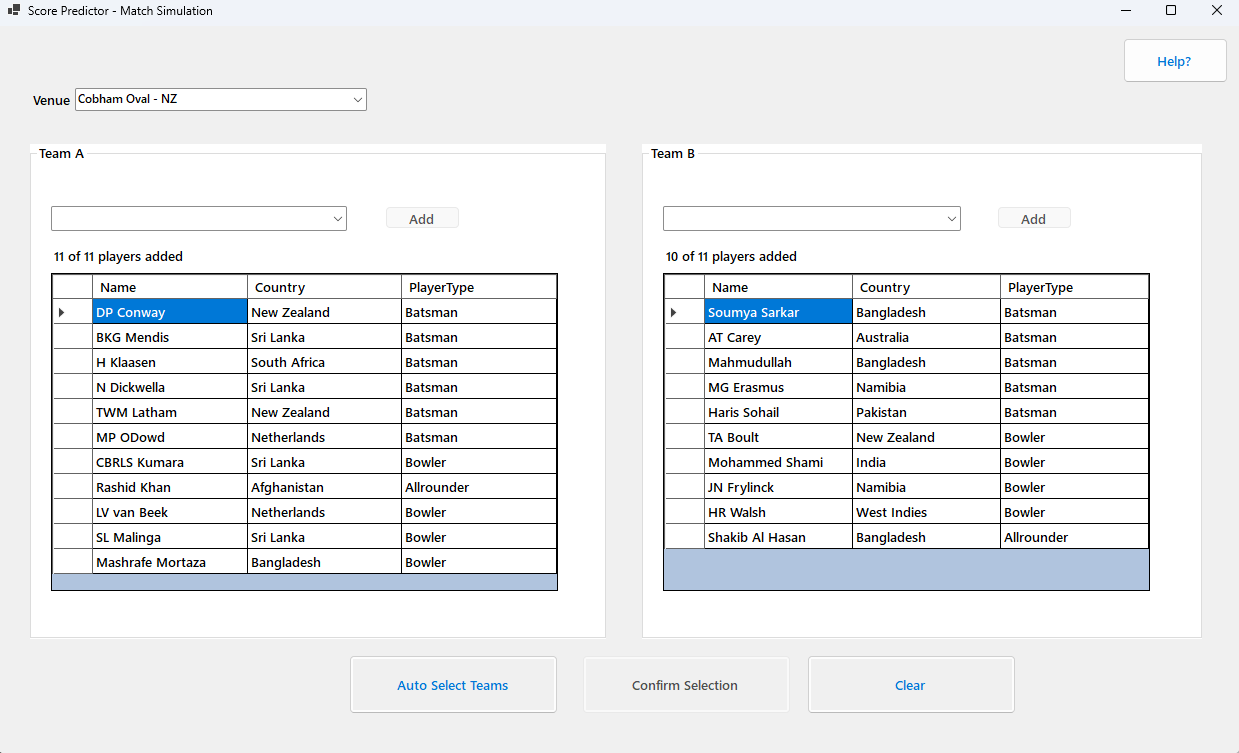 Score Predictor - Match Simulation
Help?
Venue Cobham Oval - NZ
Team A
Add
11 of 11 players added
Name Country PlayerType
DP Conway New Zealand Batsman
BKG Mendis Sri Lanka Batsman
H Klaasen South Africa Batsman
N Dickwella Sri Lanka Batsman
TWM Latham New Zealand Batsman
MP ODowd Netherlands Batsman
CBRLS Kumara Sri Lanka Bowler
Rashid Khan Afghanistan Allrounder
LV van Beek Netherlands Bowler
SL Malinga Sri Lanka Bowler
Mashrafe Mortaza Bangladesh Bowler
Team B
Add
10 of 11 players added
Name Country PlayerType
Soumya Sarkar Bangladesh Batsman
AT Carey Australia Batsman
Mahmudullah Bangladesh Batsman
MG Erasmus Namibia Batsman
Haris Sohail Pakistan Batsman
TA Boult New Zealand Bowler
Mohammed Shami India Bowler
JN Frylinck Namibia Bowler
HR Walsh West Indies Bowler
Shakib Al Hasan Bangladesh Allrounder
Auto Select Teams Confirm Selection Clear